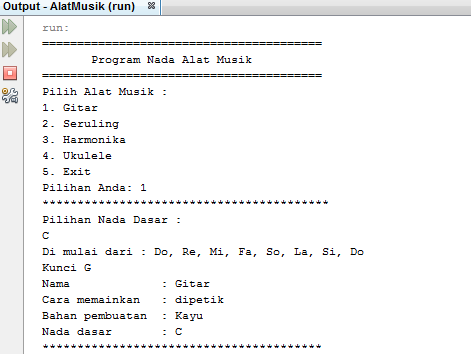 Output - AlatMusik (run)
run:
========================================
Program Nada Alat Musik
========================================
Pilih Alat Musik :
1. Gitar
2. Seruling
3. Harmonika
4. Ukulele
5. Exit
Pilihan Anda: 1
*****************************************
Pilihan Nada Dasar :
C
Di mulai dari : Do, Re, Mi, Fa, So, La, Si, Do
Kunci G
Nama             : Gitar
Cara memainkan   : dipetik
Bahan pembuatan  : Kayu
Nada dasar       : C
****************************************